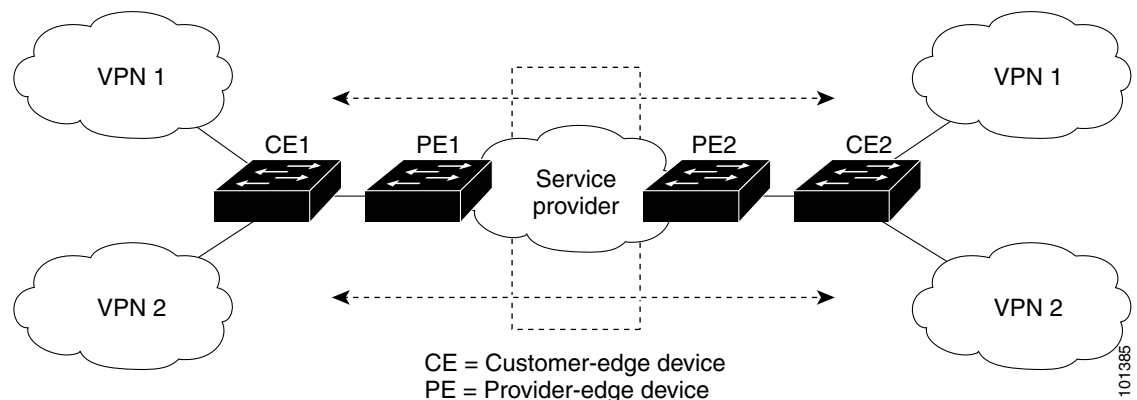 VPN 1
VPN 1
CE1
PE1
PE2
CE2
Service
provider
VPN 2
VPN 2
CE = Customer-edge device
PE = Provider-edge device
101385